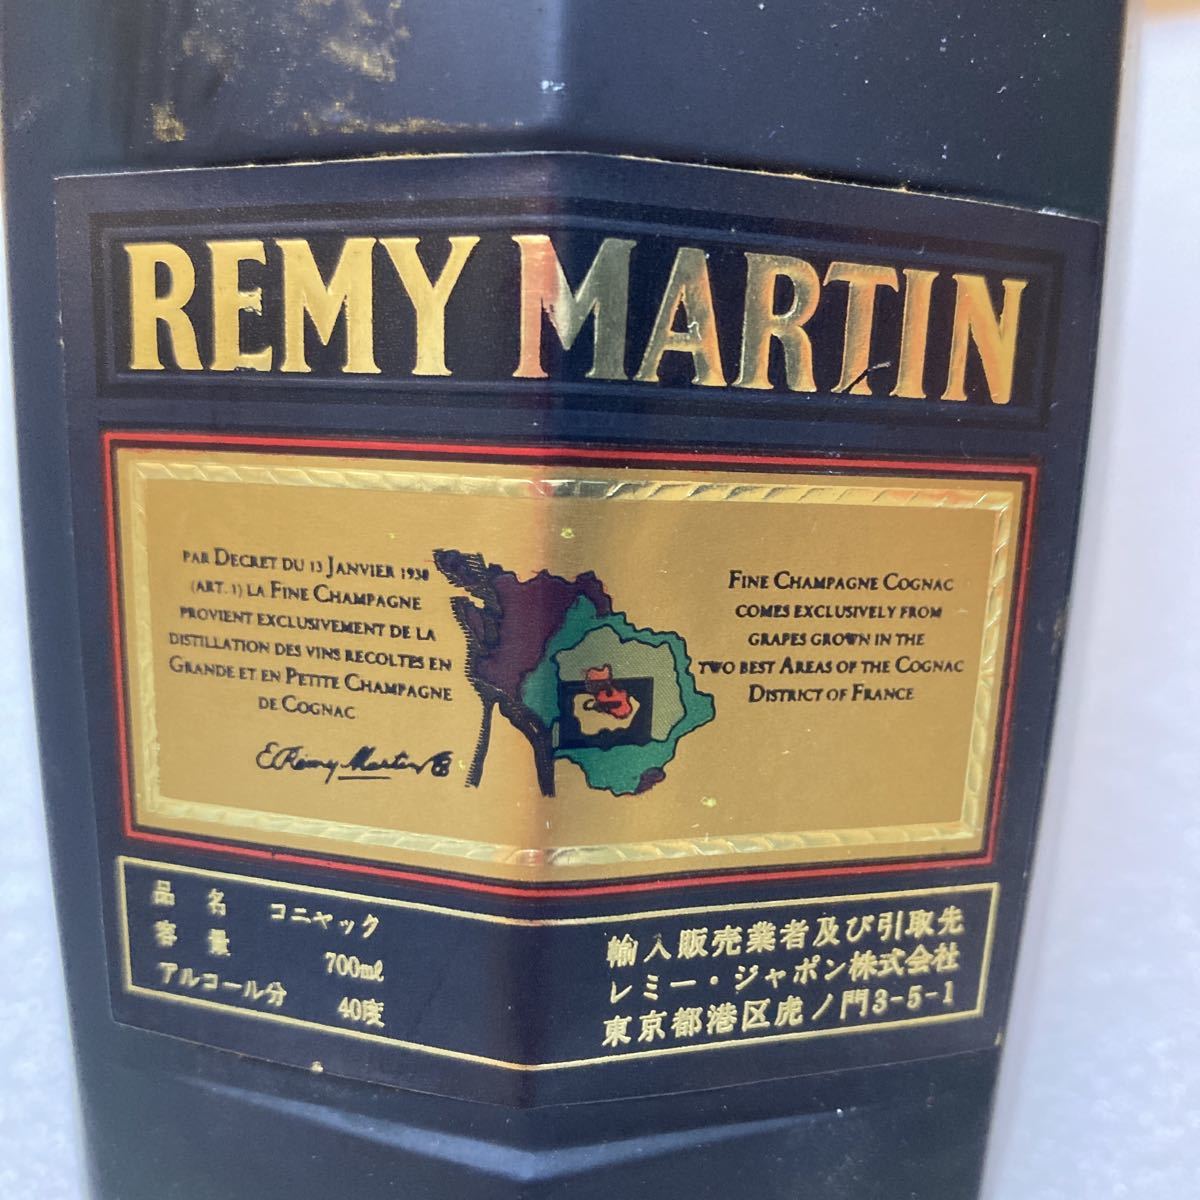 REMY MARTIN
PAR DECRET DU 13 JANVIER 1938
(ART. 1) LA FINE CHAMPAGNE
PROVIENT EXCLUSIVEMENT DE LA
DISTILLATION DES VINS RECOLTES EN
GRANDE ET EN PETITE CHAMPAGNE
DE COGNAC
E. Rémy Martin
FINE CHAMPAGNE COGNAC
COMES EXCLUSIVELY FROM
GRAPES GROWN IN THE
TWO BEST AREAS OF THE COGNAC
DISTRICT OF FRANCE
品名 コニャック
容量 700ml
アルコール分 40度
輸入販売業者及び引取先
レミー・ジャポン株式会社
東京都港区虎ノ門3-5-1